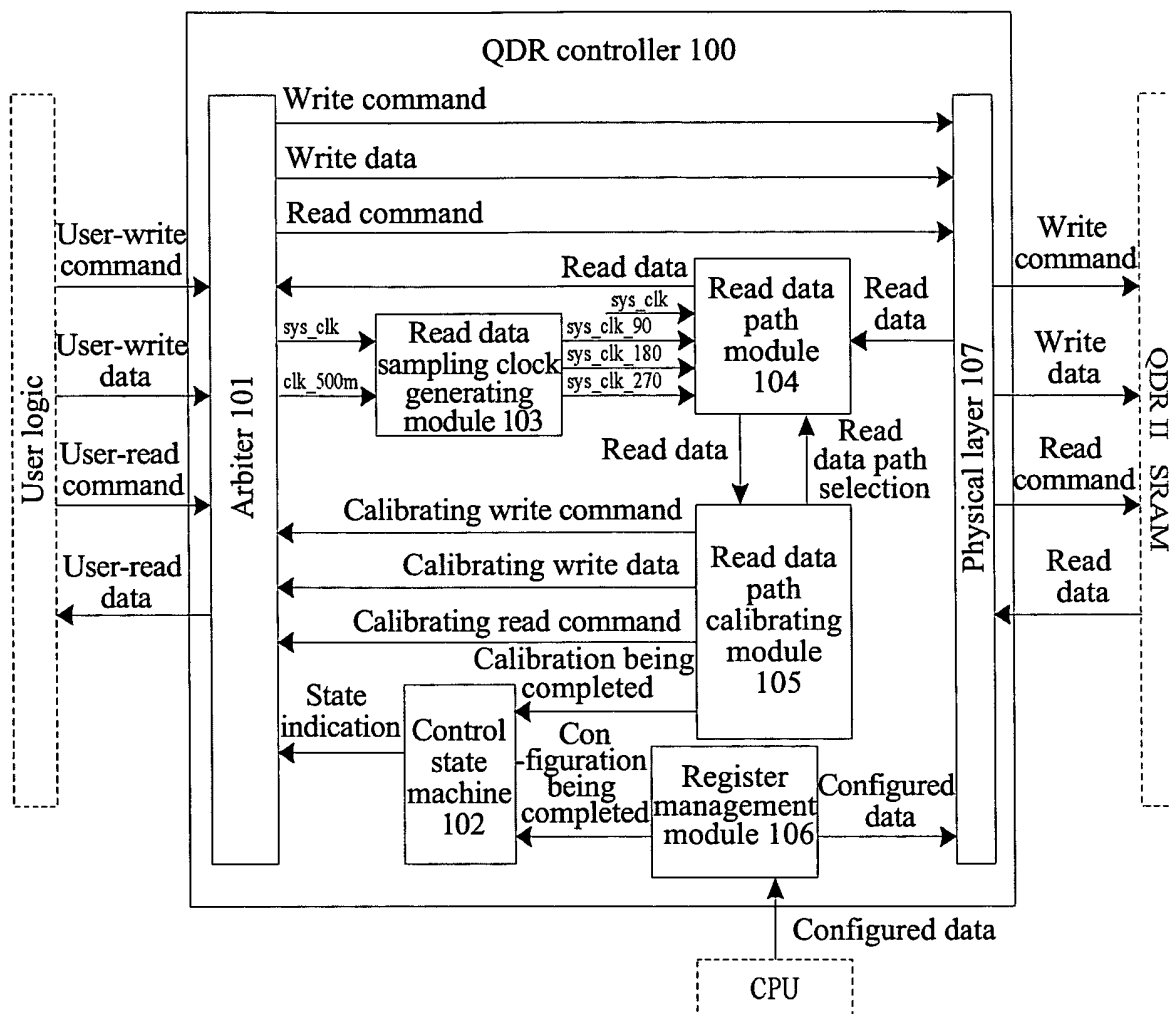 QDR controller 100
User logic
User-write
command
User-write
data
User-read
command
User-read
data
Arbiter 101
Write command
Write data
Read command
Read data
sys_clk
clk_500m
Read data
sampling clock
generating
module 103
sys_clk
sys_clk_90
sys_clk_180
sys_clk_270
Read data
path
module
104
Read
data
Read data
Read
data path
selection
Calibrating write command
Calibrating write data
Calibrating read command
Read data
path
calibrating
module
105
Calibration being
completed
State
indication
Control
state
machine
102
Con
-figuration
being
completed
Register
management
module 106
Configured
data
Physical layer 107
Write
command
Write
data
Read
command
Read
data
QDR II SRAM
Configured data
CPU